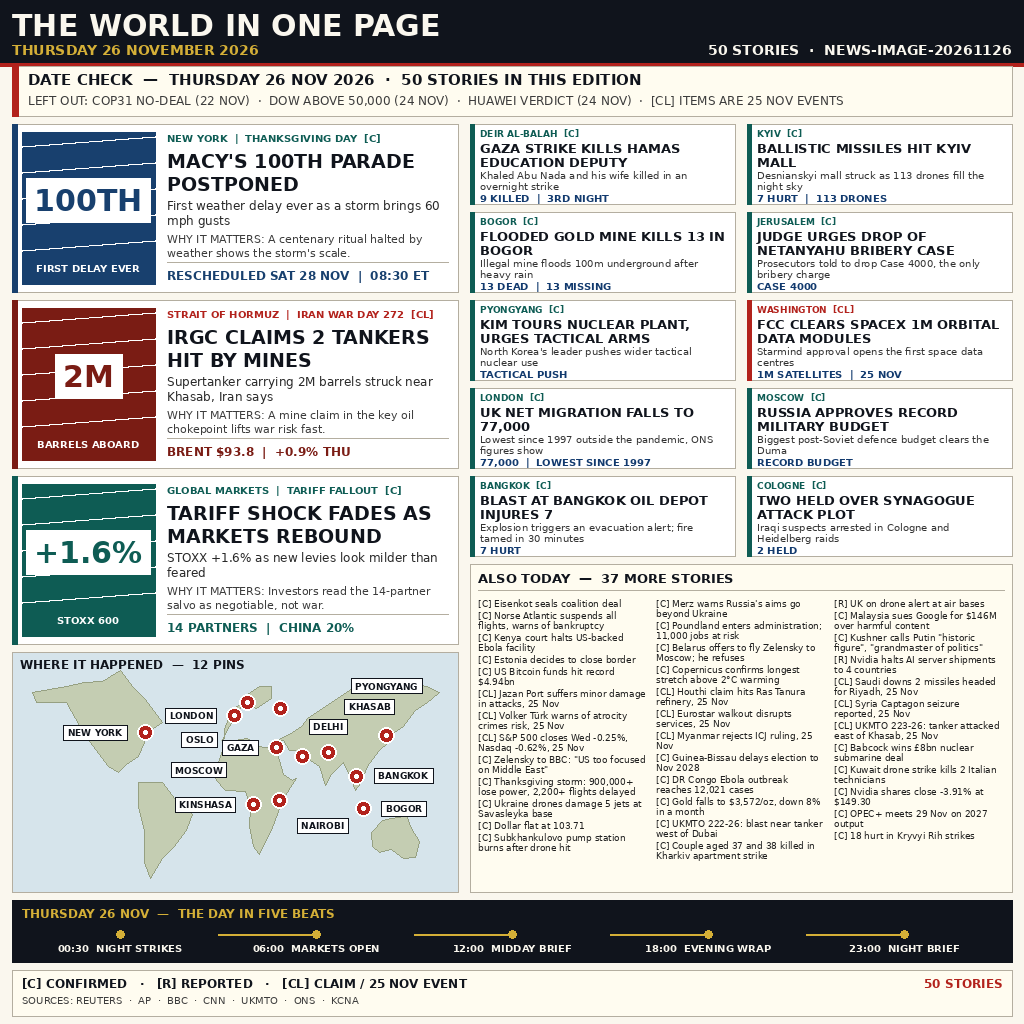 THE WORLD IN ONE PAGE
THURSDAY 26 NOVEMBER 2026
50 STORIES · NEWS-IMAGE-20261126
DATE CHECK — THURSDAY 26 NOV 2026 · 50 STORIES IN THIS EDITION
LEFT OUT: COP31 NO-DEAL (22 NOV) · DOW ABOVE 50,000 (24 NOV) · HUAWEI VERDICT (24 NOV) · [CL] ITEMS ARE 25 NOV EVENTS
100TH
FIRST DELAY EVER
NEW YORK | THANKSGIVING DAY [C]
MACY'S 100TH PARADE
POSTPONED
First weather delay ever as a storm brings 60
mph gusts
WHY IT MATTERS: A centenary ritual halted by
weather shows the storm's scale.
RESCHEDULED SAT 28 NOV | 08:30 ET
2M
BARRELS ABOARD
STRAIT OF HORMUZ | IRAN WAR DAY 272 [CL]
IRGC CLAIMS 2 TANKERS
HIT BY MINES
Supertanker carrying 2M barrels struck near
Khasab, Iran says
WHY IT MATTERS: A mine claim in the key oil
chokepoint lifts war risk fast.
BRENT $93.8 | +0.9% THU
+1.6%
STOXX 600
GLOBAL MARKETS | TARIFF FALLOUT [C]
TARIFF SHOCK FADES AS
MARKETS REBOUND
STOXX +1.6% as new levies look milder than
feared
WHY IT MATTERS: Investors read the 14-partner
salvo as negotiable, not war.
14 PARTNERS | CHINA 20%
DEIR AL-BALAH [C]
GAZA STRIKE KILLS HAMAS
EDUCATION DEPUTY
Khaled Abu Nada and his wife killed in an
overnight strike
9 KILLED | 3RD NIGHT
KYIV [C]
BALLISTIC MISSILES HIT KYIV
MALL
Desnianskyi mall struck as 113 drones fill the
night sky
7 HURT | 113 DRONES
BOGOR [C]
FLOODED GOLD MINE KILLS 13 IN
BOGOR
Illegal mine floods 100m underground after
heavy rain
13 DEAD | 13 MISSING
JERUSALEM [C]
JUDGE URGES DROP OF
NETANYAHU BRIBERY CASE
Prosecutors told to drop Case 4000, the only
bribery charge
CASE 4000
PYONGYANG [C]
KIM TOURS NUCLEAR PLANT,
URGES TACTICAL ARMS
North Korea's leader pushes wider tactical
nuclear use
TACTICAL PUSH
WASHINGTON [CL]
FCC CLEARS SPACEX 1M ORBITAL
DATA MODULES
Starmind approval opens the first space data
centres
1M SATELLITES | 25 NOV
LONDON [C]
UK NET MIGRATION FALLS TO
77,000
Lowest since 1997 outside the pandemic, ONS
figures show
77,000 | LOWEST SINCE 1997
MOSCOW [C]
RUSSIA APPROVES RECORD
MILITARY BUDGET
Biggest post-Soviet defence budget clears the
Duma
RECORD BUDGET
BANGKOK [C]
BLAST AT BANGKOK OIL DEPOT
INJURES 7
Explosion triggers an evacuation alert; fire
tamed in 30 minutes
7 HURT
COLOGNE [C]
TWO HELD OVER SYNAGOGUE
ATTACK PLOT
Iraqi suspects arrested in Cologne and
Heidelberg raids
2 HELD
WHERE IT HAPPENED — 12 PINS
PYONGYANG
KHASAB
LONDON
DELHI
NEW YORK
OSLO
GAZA
MOSCOW
BANGKOK
KINSHASA
BOGOR
NAIROBI
ALSO TODAY — 37 MORE STORIES
[C] Eisenkot seals coalition deal
[C] Norse Atlantic suspends all
flights, warns of bankruptcy
[C] Kenya court halts US-backed
Ebola facility
[C] Estonia decides to close border
[C] US Bitcoin funds hit record
$4.94bn
[CL] Jazan Port suffers minor damage
in attacks, 25 Nov
[CL] Volker Türk warns of atrocity
crimes risk, 25 Nov
[CL] S&P 500 closes Wed -0.25%,
Nasdaq -0.62%, 25 Nov
[C] Zelensky to BBC: "US too focused
on Middle East"
[C] Thanksgiving storm: 900,000+
lose power, 2,200+ flights delayed
[C] Ukraine drones damage 5 jets at
Savasleyka base
[C] Dollar flat at 103.71
[C] Subkhankulovo pump station
burns after drone hit
[C] Merz warns Russia's aims go
beyond Ukraine
[C] Poundland enters administration;
11,000 jobs at risk
[C] Belarus offers to fly Zelensky to
Moscow; he refuses
[C] Copernicus confirms longest
stretch above 2°C warming
[CL] Houthi claim hits Ras Tanura
refinery, 25 Nov
[CL] Eurostar walkout disrupts
services, 25 Nov
[CL] Myanmar rejects ICJ ruling, 25
Nov
[C] Guinea-Bissau delays election to
Nov 2028
[C] DR Congo Ebola outbreak
reaches 12,021 cases
[C] Gold falls to $3,572/oz, down 8%
in a month
[C] UKMTO 222-26: blast near tanker
west of Dubai
[C] Couple aged 37 and 38 killed in
Kharkiv apartment strike
[R] UK on drone alert at air bases
[C] Malaysia sues Google for $146M
over harmful content
[C] Kushner calls Putin "historic
figure", "grandmaster of politics"
[R] Nvidia halts AI server shipments
to 4 countries
[CL] Saudi downs 2 missiles headed
for Riyadh, 25 Nov
[CL] Syria Captagon seizure
reported, 25 Nov
[CL] UKMTO 223-26: tanker attacked
east of Khasab, 25 Nov
[C] Babcock wins £8bn nuclear
submarine deal
[C] Kuwait drone strike kills 2 Italian
technicians
[C] Nvidia shares close -3.91% at
$149.30
[C] OPEC+ meets 29 Nov on 2027
output
[C] 18 hurt in Kryvyi Rih strikes
THURSDAY 26 NOV — THE DAY IN FIVE BEATS
00:30 NIGHT STRIKES
06:00 MARKETS OPEN
12:00 MIDDAY BRIEF
18:00 EVENING WRAP
23:00 NIGHT BRIEF
[C] CONFIRMED · [R] REPORTED · [CL] CLAIM / 25 NOV EVENT
50 STORIES
SOURCES: REUTERS · AP · BBC · CNN · UKMTO · ONS · KCNA